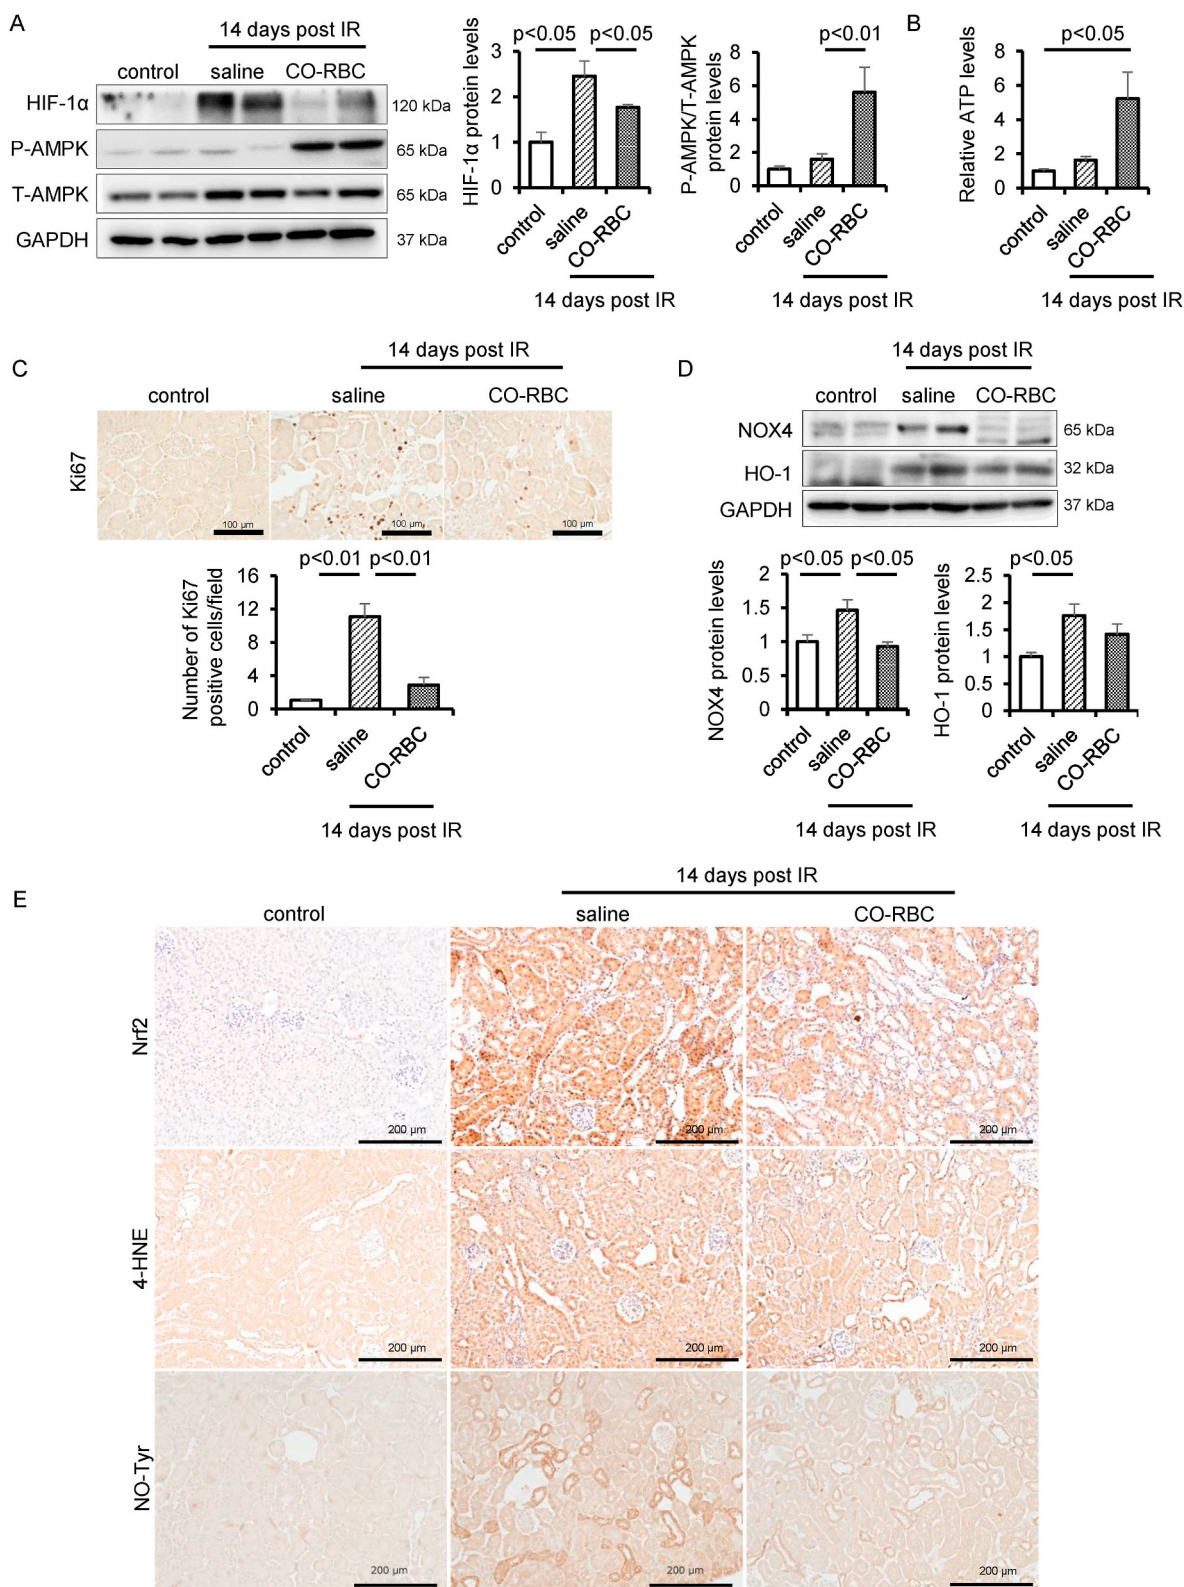 A
14 days post IR
control saline CO-RBC
HIF-1α 120 kDa
P-AMPK 65 kDa
T-AMPK 65 kDa
GAPDH 37 kDa
HIF-1α protein levels
p<0.05 p<0.05
3
2
1
0
control
saline
CO-RBC
14 days post IR
P-AMPK/T-AMPK
protein levels
p<0.01
8
6
4
2
0
control
saline
CO-RBC
14 days post IR
B
Relative ATP levels
p<0.05
8
6
4
2
0
control
saline
CO-RBC
14 days post IR
C
14 days post IR
control saline CO-RBC
Ki67
100 µm 100 µm 100 µm
p<0.01 p<0.01
Number of Ki67
positive cells/field
16
12
8
4
0
control
saline
CO-RBC
14 days post IR
D
14 days post IR
control saline CO-RBC
NOX4 65 kDa
HO-1 32 kDa
GAPDH 37 kDa
NOX4 protein levels
p<0.05 p<0.05
2
1.5
1
0.5
0
control
saline
CO-RBC
14 days post IR
HO-1 protein levels
p<0.05
2.5
2
1.5
1
0.5
0
control
saline
CO-RBC
14 days post IR
E
14 days post IR
control saline CO-RBC
Nrf2
200 µm 200 µm 200 µm
4-HNE
200 µm 200 µm 200 µm
NO-Tyr
200 µm 200 µm 200 µm